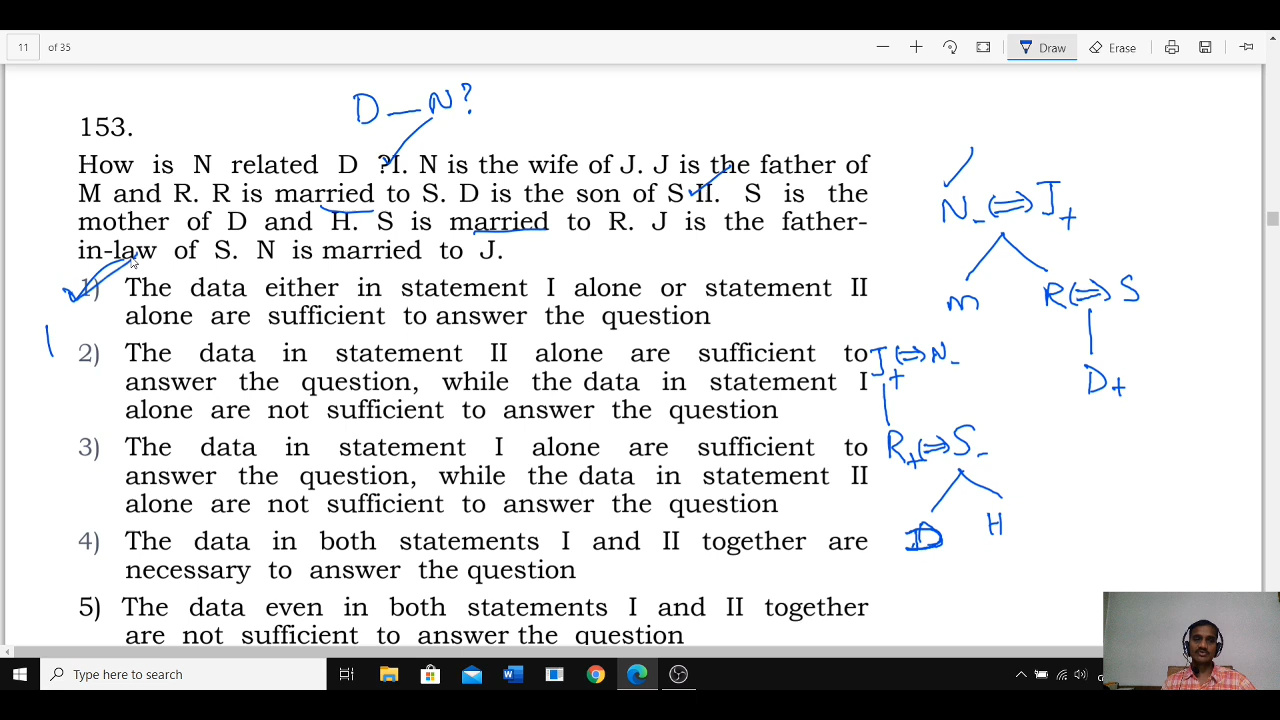 11 of 35
Draw
Erase
D — N?
153.
How is N related D ?I. N is the wife of J. J is the father of
M and R. R is married to S. D is the son of S II. S is the
mother of D and H. S is married to R. J is the father-
in-law of S. N is married to J.
1) The data either in statement I alone or statement II
alone are sufficient to answer the question
2) The data in statement II alone are sufficient to
answer the question, while the data in statement I
alone are not sufficient to answer the question
3) The data in statement I alone are sufficient to
answer the question, while the data in statement II
alone are not sufficient to answer the question
4) The data in both statements I and II together are
necessary to answer the question
5) The data even in both statements I and II together
are not sufficient to answer the question
1
N- ⇔ J+
M R ⇔ S
D+
J+ ⇔ N-
R+ ⇔ S-
D H
Type here to search